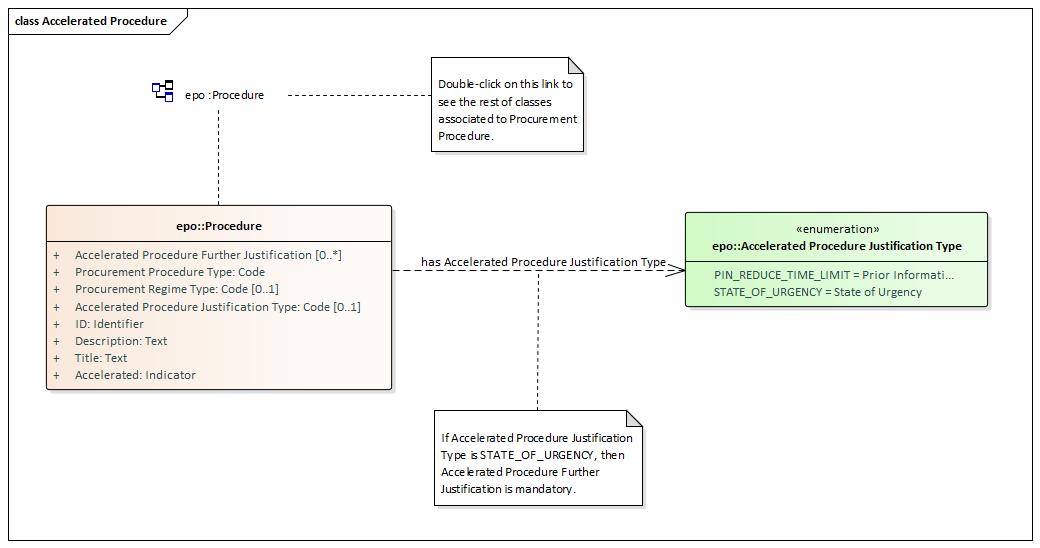 class Accelerated Procedure
epo :Procedure
Double-click on this link to
see the rest of classes
associated to Procurement
Procedure.
epo::Procedure
+ Accelerated Procedure Further Justification [0..*]
+ Procurement Procedure Type: Code
+ Procurement Regime Type: Code [0..1]
+ Accelerated Procedure Justification Type: Code [0..1]
+ ID: Identifier
+ Description: Text
+ Title: Text
+ Accelerated: Indicator
has Accelerated Procedure Justification Type
«enumeration»
epo::Accelerated Procedure Justification Type
PIN_REDUCE_TIME_LIMIT = Prior Informati...
STATE_OF_URGENCY = State of Urgency
If Accelerated Procedure Justification
Type is STATE_OF_URGENCY, then
Accelerated Procedure Further
Justification is mandatory.